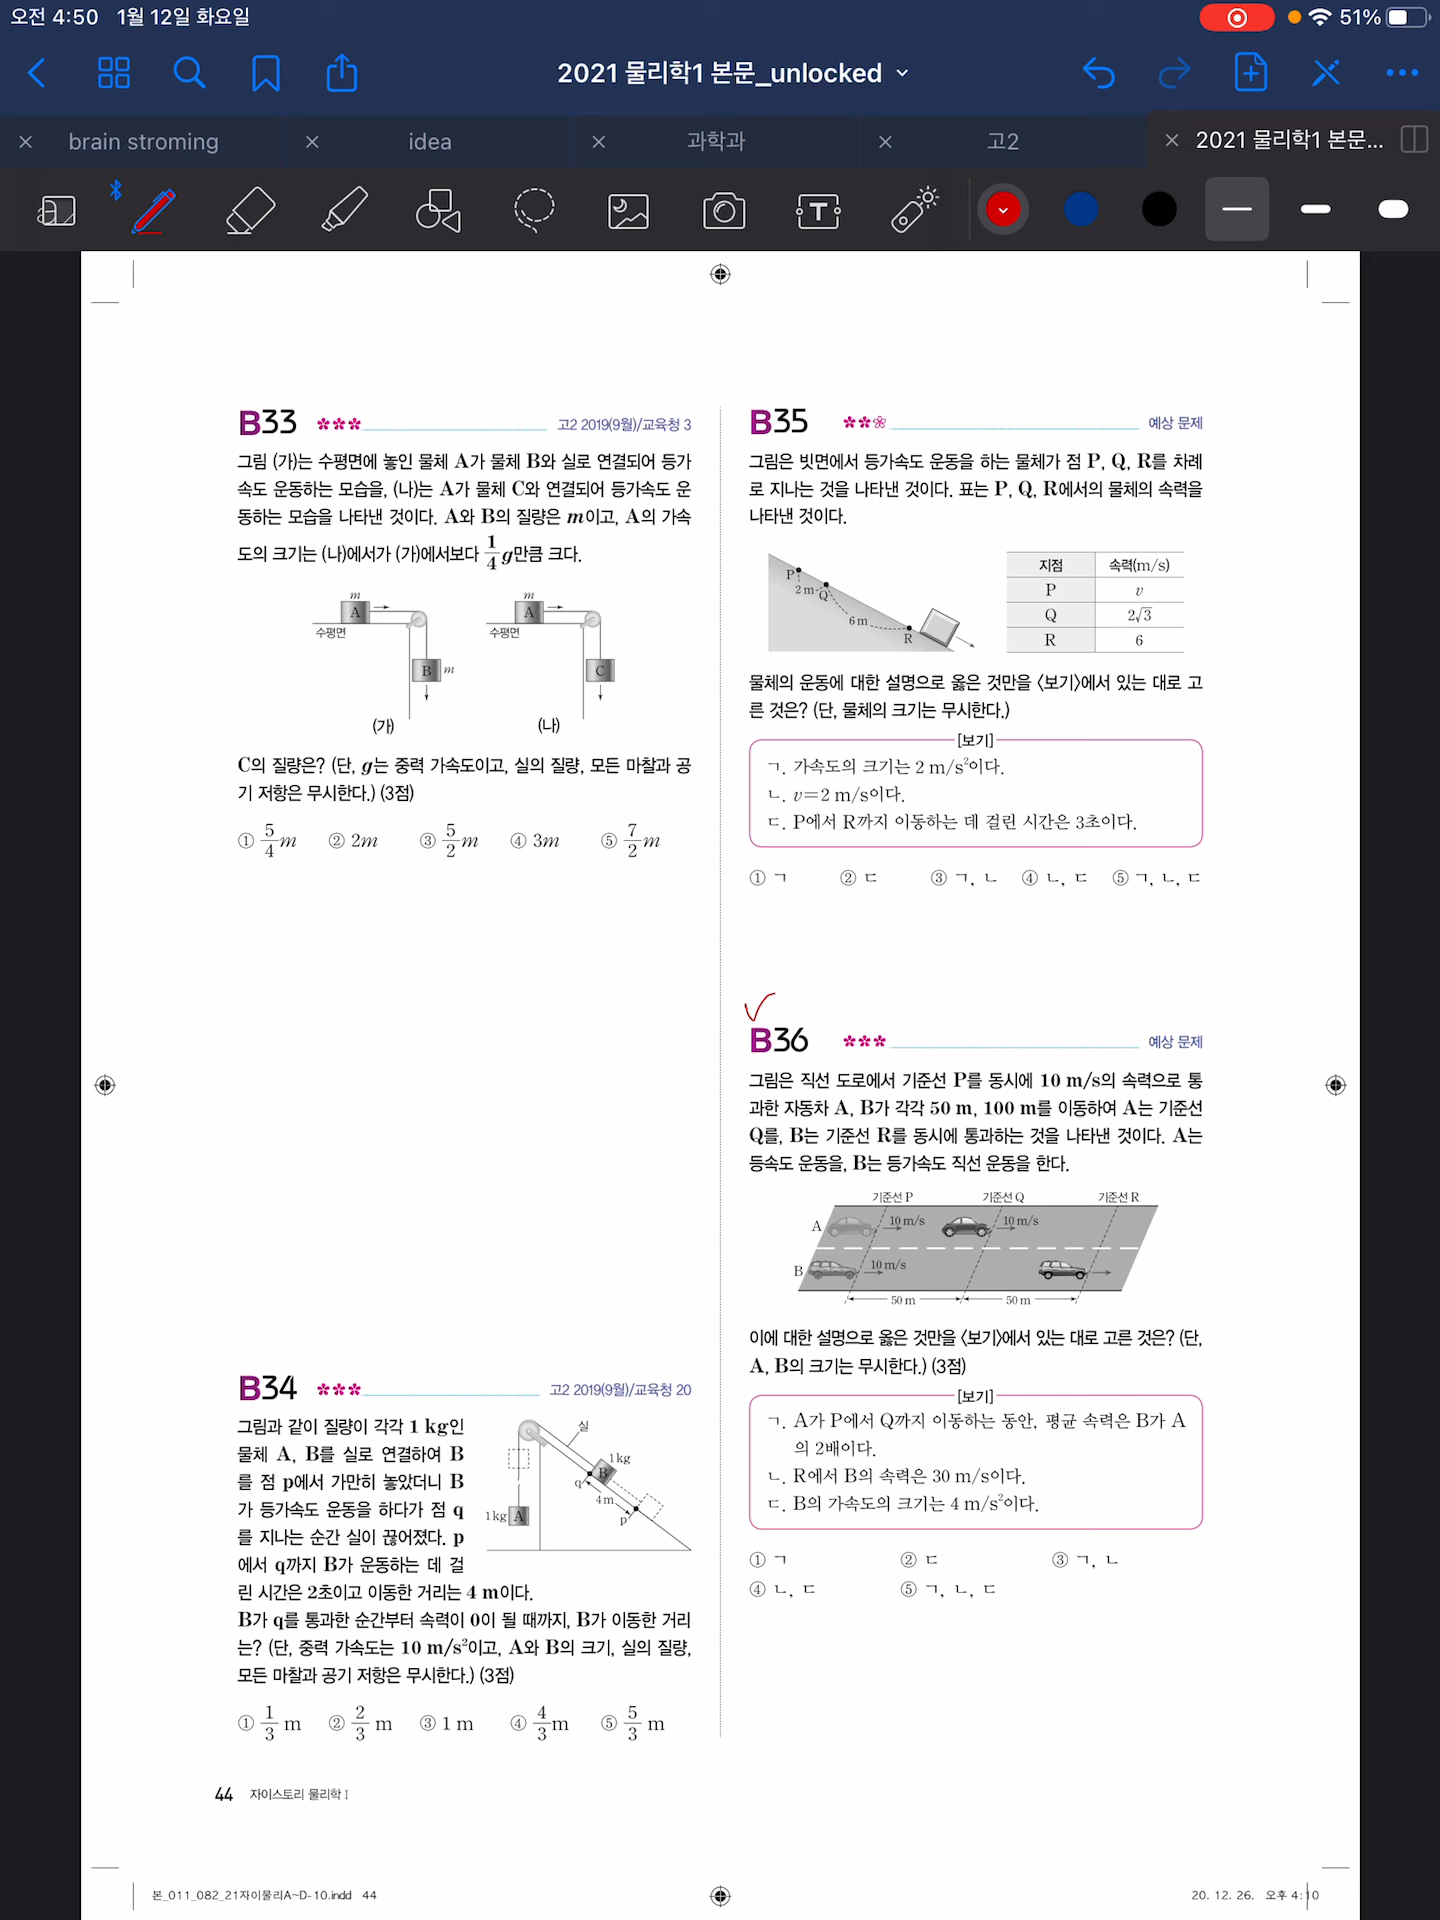 오전 4:50 1월 12일 화요일
51%
2021 물리학1 본문_unlocked
brain stroming
idea
과학과
고2
2021 물리학1 본문...
B33
고2 2019(9월)/교육청 3
그림 (가)는 수평면에 놓인 물체 A가 물체 B와 실로 연결되어 등가
속도 운동하는 모습을, (나)는 A가 물체 C와 연결되어 등가속도 운
동하는 모습을 나타낸 것이다. A와 B의 질량은 m이고, A의 가속
도의 크기는 (나)에서가 (가)에서보다 1/4 g만큼 크다.
m
A
수평면
B
m
(가)
m
A
수평면
C
(나)
C의 질량은? (단, g는 중력 가속도이고, 실의 질량, 모든 마찰과 공
기 저항은 무시한다.) (3점)
① 5/4 m ② 2m ③ 5/2 m ④ 3m ⑤ 7/2 m
B34
고2 2019(9월)/교육청 20
그림과 같이 질량이 각각 1 kg인
물체 A, B를 실로 연결하여 B
를 점 p에서 가만히 놓았더니 B
가 등가속도 운동을 하다가 점 q
를 지나는 순간 실이 끊어졌다. p
에서 q까지 B가 운동하는 데 걸
린 시간은 2초이고 이동한 거리는 4 m이다.
실
1kg
B
q
4m
p
1kg A
B가 q를 통과한 순간부터 속력이 0이 될 때까지, B가 이동한 거리
는? (단, 중력 가속도는 10 m/s²이고, A와 B의 크기, 실의 질량,
모든 마찰과 공기 저항은 무시한다.) (3점)
① 1/3 m ② 2/3 m ③ 1 m ④ 4/3 m ⑤ 5/3 m
B35
예상 문제
그림은 빗면에서 등가속도 운동을 하는 물체가 점 P, Q, R를 차례
로 지나는 것을 나타낸 것이다. 표는 P, Q, R에서의 물체의 속력을
나타낸 것이다.
P
2 m
Q
6 m
R
지점 속력(m/s)
P v
Q 2√3
R 6
물체의 운동에 대한 설명으로 옳은 것만을 〈보기〉에서 있는 대로 고
른 것은? (단, 물체의 크기는 무시한다.)
[보기]
ㄱ. 가속도의 크기는 2 m/s²이다.
ㄴ. v=2 m/s이다.
ㄷ. P에서 R까지 이동하는 데 걸린 시간은 3초이다.
① ㄱ ② ㄷ ③ ㄱ, ㄴ ④ ㄴ, ㄷ ⑤ ㄱ, ㄴ, ㄷ
B36
예상 문제
그림은 직선 도로에서 기준선 P를 동시에 10 m/s의 속력으로 통
과한 자동차 A, B가 각각 50 m, 100 m를 이동하여 A는 기준선
Q를, B는 기준선 R를 동시에 통과하는 것을 나타낸 것이다. A는
등속도 운동을, B는 등가속도 직선 운동을 한다.
기준선 P 기준선 Q 기준선 R
A 10 m/s 10 m/s
B 10 m/s
50 m 50 m
이에 대한 설명으로 옳은 것만을 〈보기〉에서 있는 대로 고른 것은? (단,
A, B의 크기는 무시한다.) (3점)
[보기]
ㄱ. A가 P에서 Q까지 이동하는 동안, 평균 속력은 B가 A
의 2배이다.
ㄴ. R에서 B의 속력은 30 m/s이다.
ㄷ. B의 가속도의 크기는 4 m/s²이다.
① ㄱ ② ㄷ ③ ㄱ, ㄴ
④ ㄴ, ㄷ ⑤ ㄱ, ㄴ, ㄷ
44 자이스토리 물리학 I
본_011_082_21자이물리A~D-10.indd 44
20. 12. 26. 오후 4:10